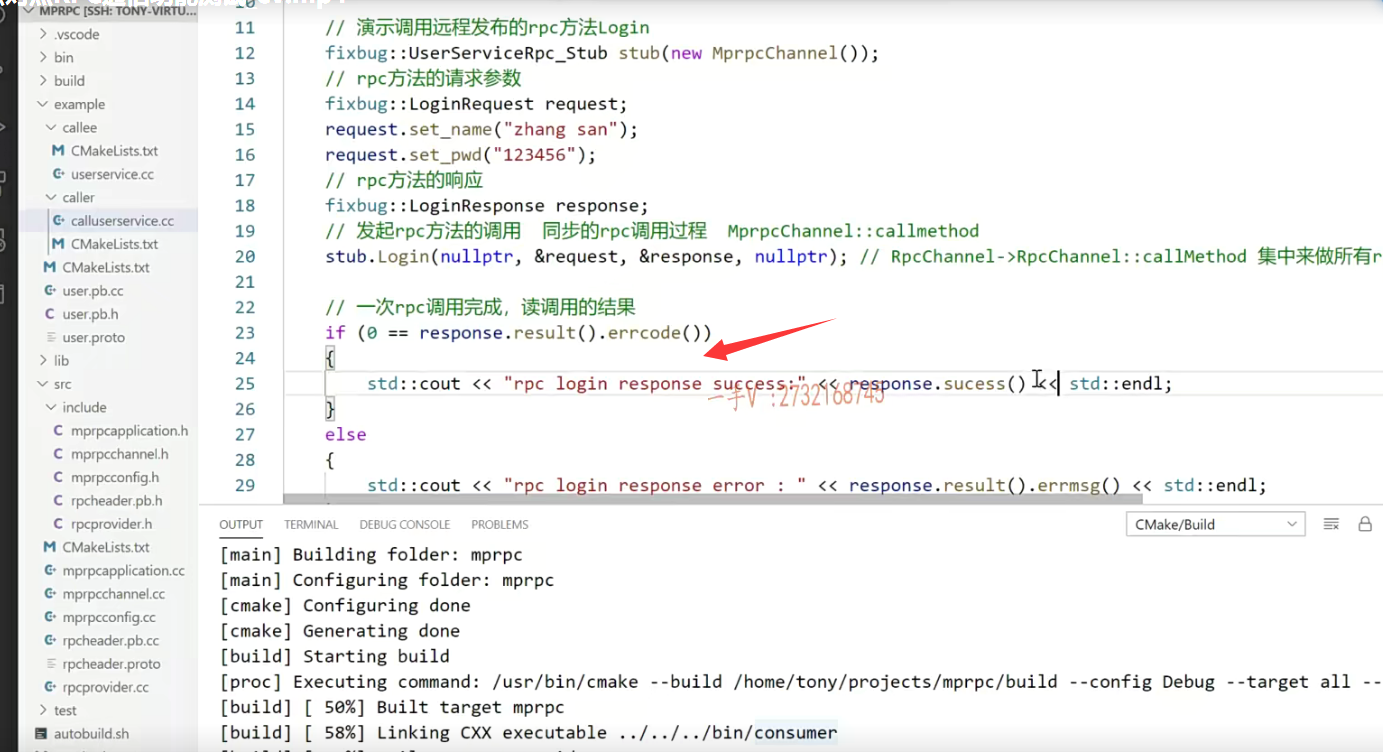 MPRPC [SSH: TONY-VIRTU...
.vscode
bin
build
example
callee
CMakeLists.txt
userservice.cc
caller
calluserservice.cc
CMakeLists.txt
CMakeLists.txt
user.pb.cc
user.pb.h
user.proto
lib
src
include
mprpcapplication.h
mprpcchannel.h
mprpcconfig.h
rpcheader.pb.h
rpcprovider.h
CMakeLists.txt
mprpcapplication.cc
mprpcchannel.cc
mprpcconfig.cc
rpcheader.pb.cc
rpcheader.proto
rpcprovider.cc
test
autobuild.sh
10
11 // 演示调用远程发布的rpc方法Login
12 fixbug::UserServiceRpc_Stub stub(new MprpcChannel());
13 // rpc方法的请求参数
14 fixbug::LoginRequest request;
15 request.set_name("zhang san");
16 request.set_pwd("123456");
17 // rpc方法的响应
18 fixbug::LoginResponse response;
19 // 发起rpc方法的调用 同步的rpc调用过程 MprpcChannel::callmethod
20 stub.Login(nullptr, &request, &response, nullptr); // RpcChannel->RpcChannel::callMethod 集中来做所有r
21
22 // 一次rpc调用完成，读调用的结果
23 if (0 == response.result().errcode())
24 {
25 std::cout << "rpc login response success:" << response.sucess() << std::endl;
一手V :2732168745
26 }
27 else
28 {
29 std::cout << "rpc login response error : " << response.result().errmsg() << std::endl;
OUTPUT TERMINAL DEBUG CONSOLE PROBLEMS CMake/Build
[main] Building folder: mprpc
[main] Configuring folder: mprpc
[cmake] Configuring done
[cmake] Generating done
[build] Starting build
[proc] Executing command: /usr/bin/cmake --build /home/tony/projects/mprpc/build --config Debug --target all --
[build] [ 50%] Built target mprpc
[build] [ 58%] Linking CXX executable ../../../bin/consumer